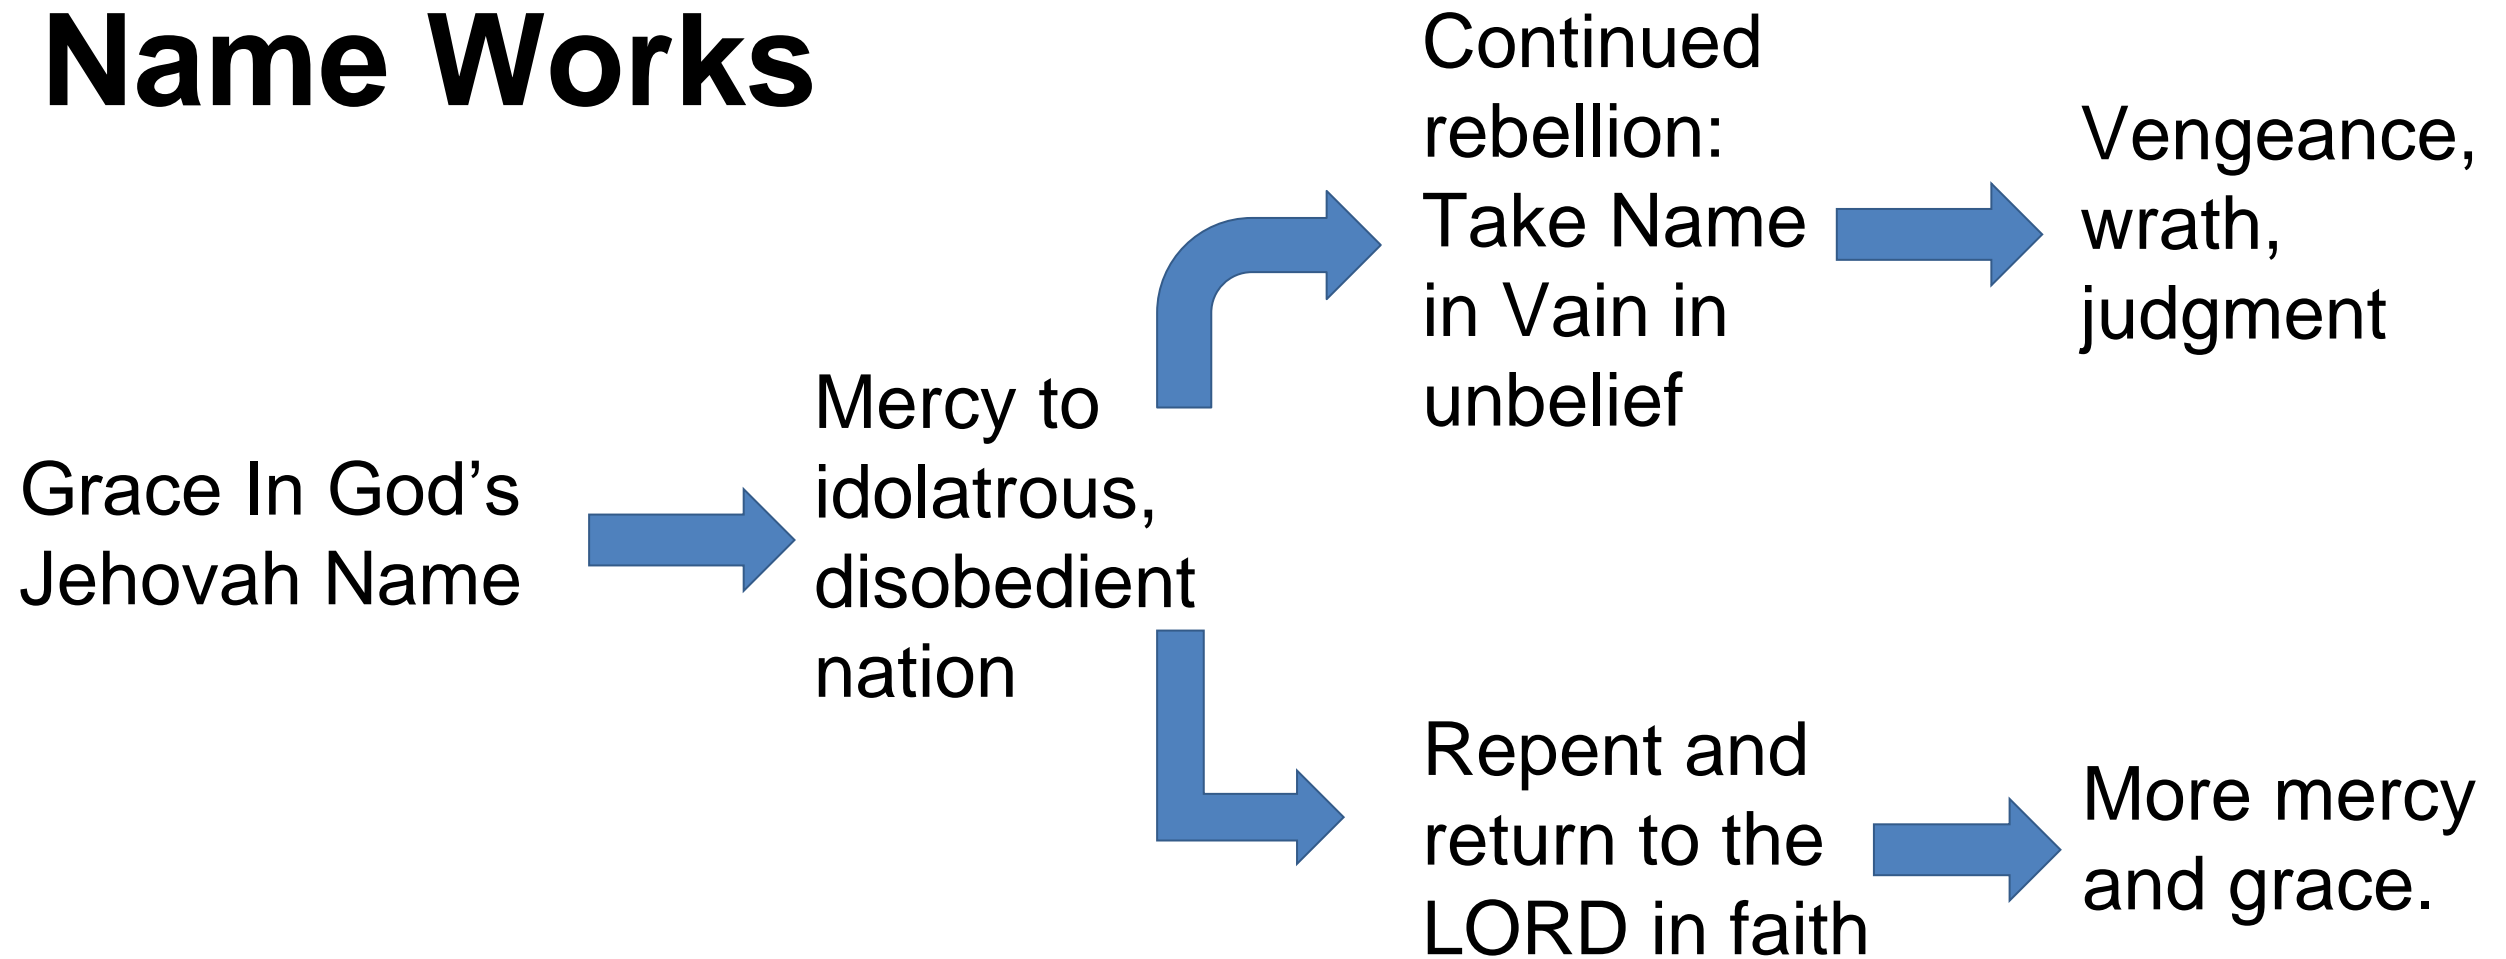 Name Works
Grace In God’s
Jehovah Name
Mercy to
idolatrous,
disobedient
nation
Continued
rebellion:
Take Name
in Vain in
unbelief
Vengeance,
wrath,
judgment
Repent and
return to the
LORD in faith
More mercy
and grace.